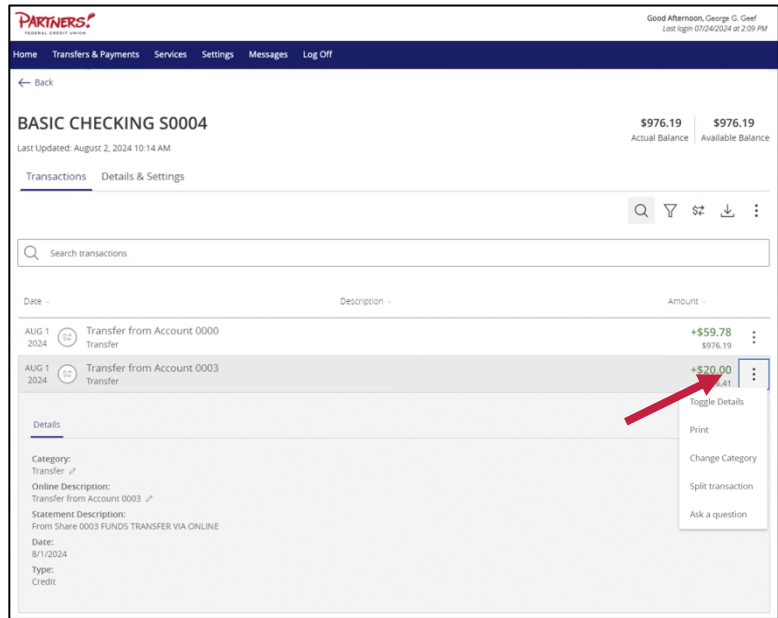 PARTNERS!
FEDERAL CREDIT UNION
Good Afternoon, George G. Geef
Last login 07/24/2024 at 2:09 PM
Home Transfers & Payments Services Settings Messages Log Off
Back
BASIC CHECKING S0004
$976.19 $976.19
Actual Balance Available Balance
Last Updated: August 2, 2024 10:14 AM
Transactions Details & Settings
Search transactions
Date Description Amount
AUG 1 Transfer from Account 0000 +$59.78
2024 Transfer $976.19
AUG 1 Transfer from Account 0003 +$20.00
2024 Transfer
Toggle Details
Print
Change Category
Split transaction
Ask a question
Details
Category:
Transfer
Online Description:
Transfer from Account 0003
Statement Description:
From Share 0003 FUNDS TRANSFER VIA ONLINE
Date:
8/1/2024
Type:
Credit